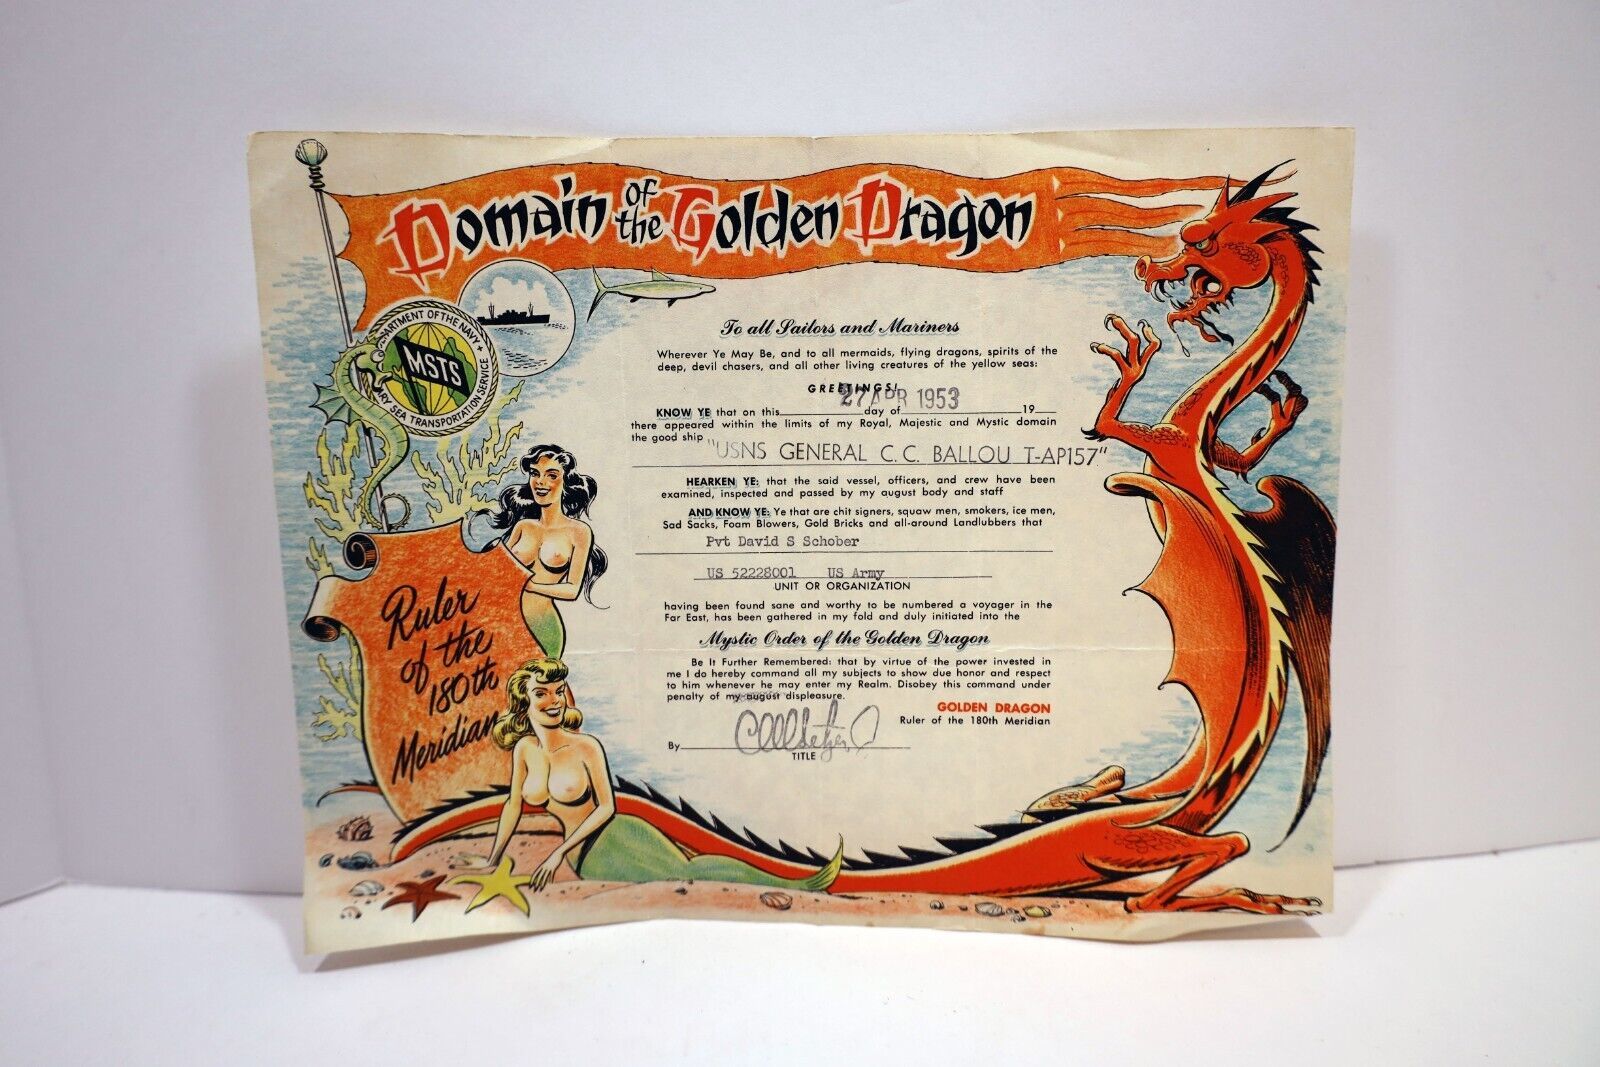 Domain of the Golden Dragon
DEPARTMENT OF THE NAVY
MSTS
SEA TRANSPORTATION SERVICE
To all Sailors and Mariners
Wherever Ye May Be, and to all mermaids, flying dragons, spirits of the
deep, devil chasers, and all other living creatures of the yellow seas:
GREETINGS!
27 APR 1953
KNOW YE that on this day of 19
there appeared within the limits of my Royal, Majestic and Mystic domain
the good ship "USNS GENERAL C.C. BALLOU T-AP157"
HEARKEN YE: that the said vessel, officers, and crew have been
examined, inspected and passed by my august body and staff
AND KNOW YE: Ye that are chit signers, squaw men, smokers, ice men,
Sad Sacks, Foam Blowers, Gold Bricks and all-around Landlubbers that
Pvt David S Schober
US 52228001 US Army
UNIT OR ORGANIZATION
having been found sane and worthy to be numbered a voyager in the
Far East, has been gathered in my fold and duly initiated into the
Mystic Order of the Golden Dragon
Be It Further Remembered: that by virtue of the power invested in
me I do hereby command all my subjects to show due honor and respect
to him whenever he may enter my Realm. Disobey this command under
penalty of my august displeasure.
GOLDEN DRAGON
Ruler of the 180th Meridian
By
TITLE
Ruler
of the
180th
Meridian